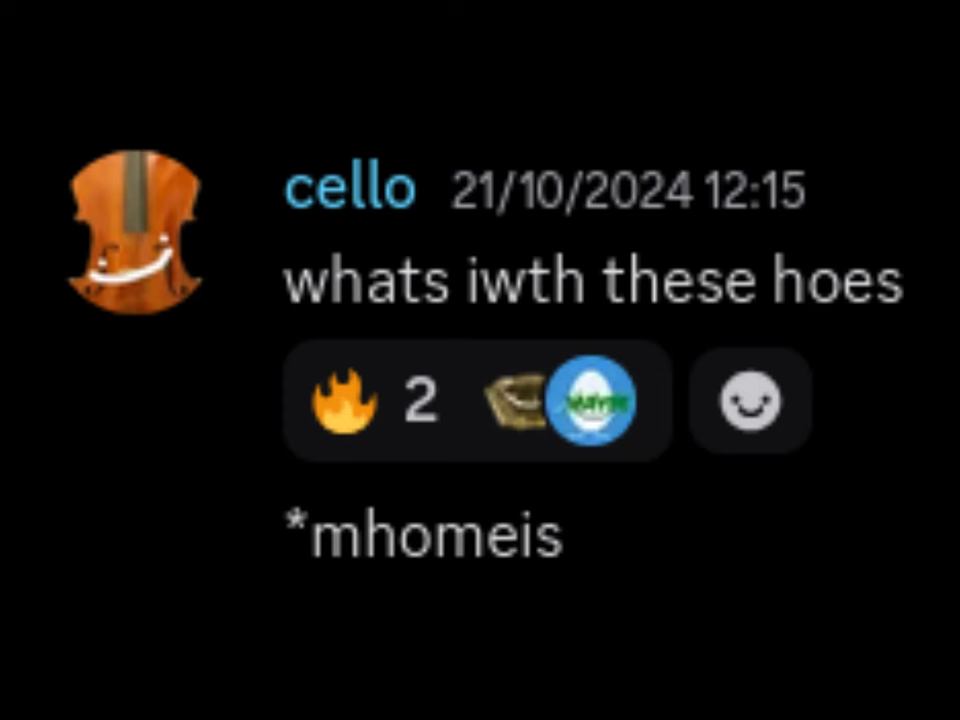 cello 21/10/2024 12:15
whats iwth these hoes
🔥 2
*mhomeis